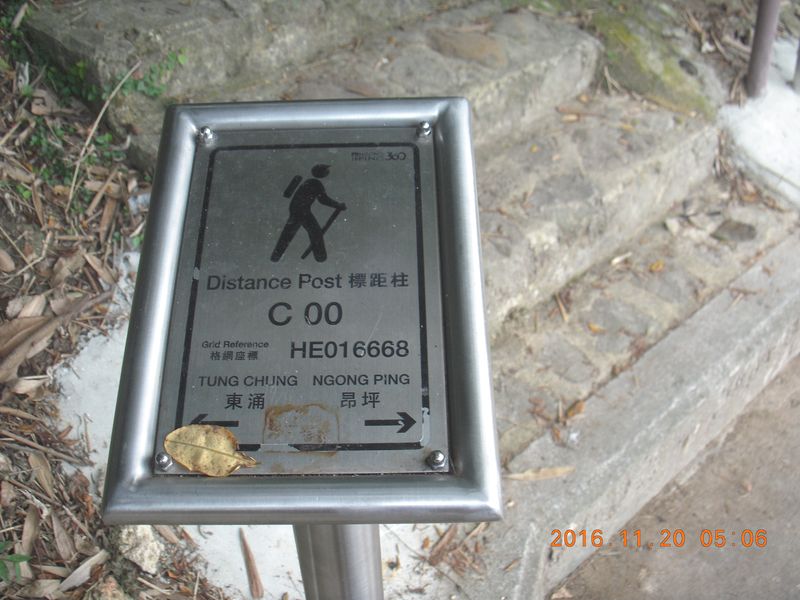 360
Distance Post 標距柱
C 00
Grid Reference
格網座標 HE016668
TUNG CHUNG NGONG PING
東涌 昂坪
2016.11.20 05:06